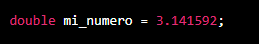 double mi_numero = 3.141592;